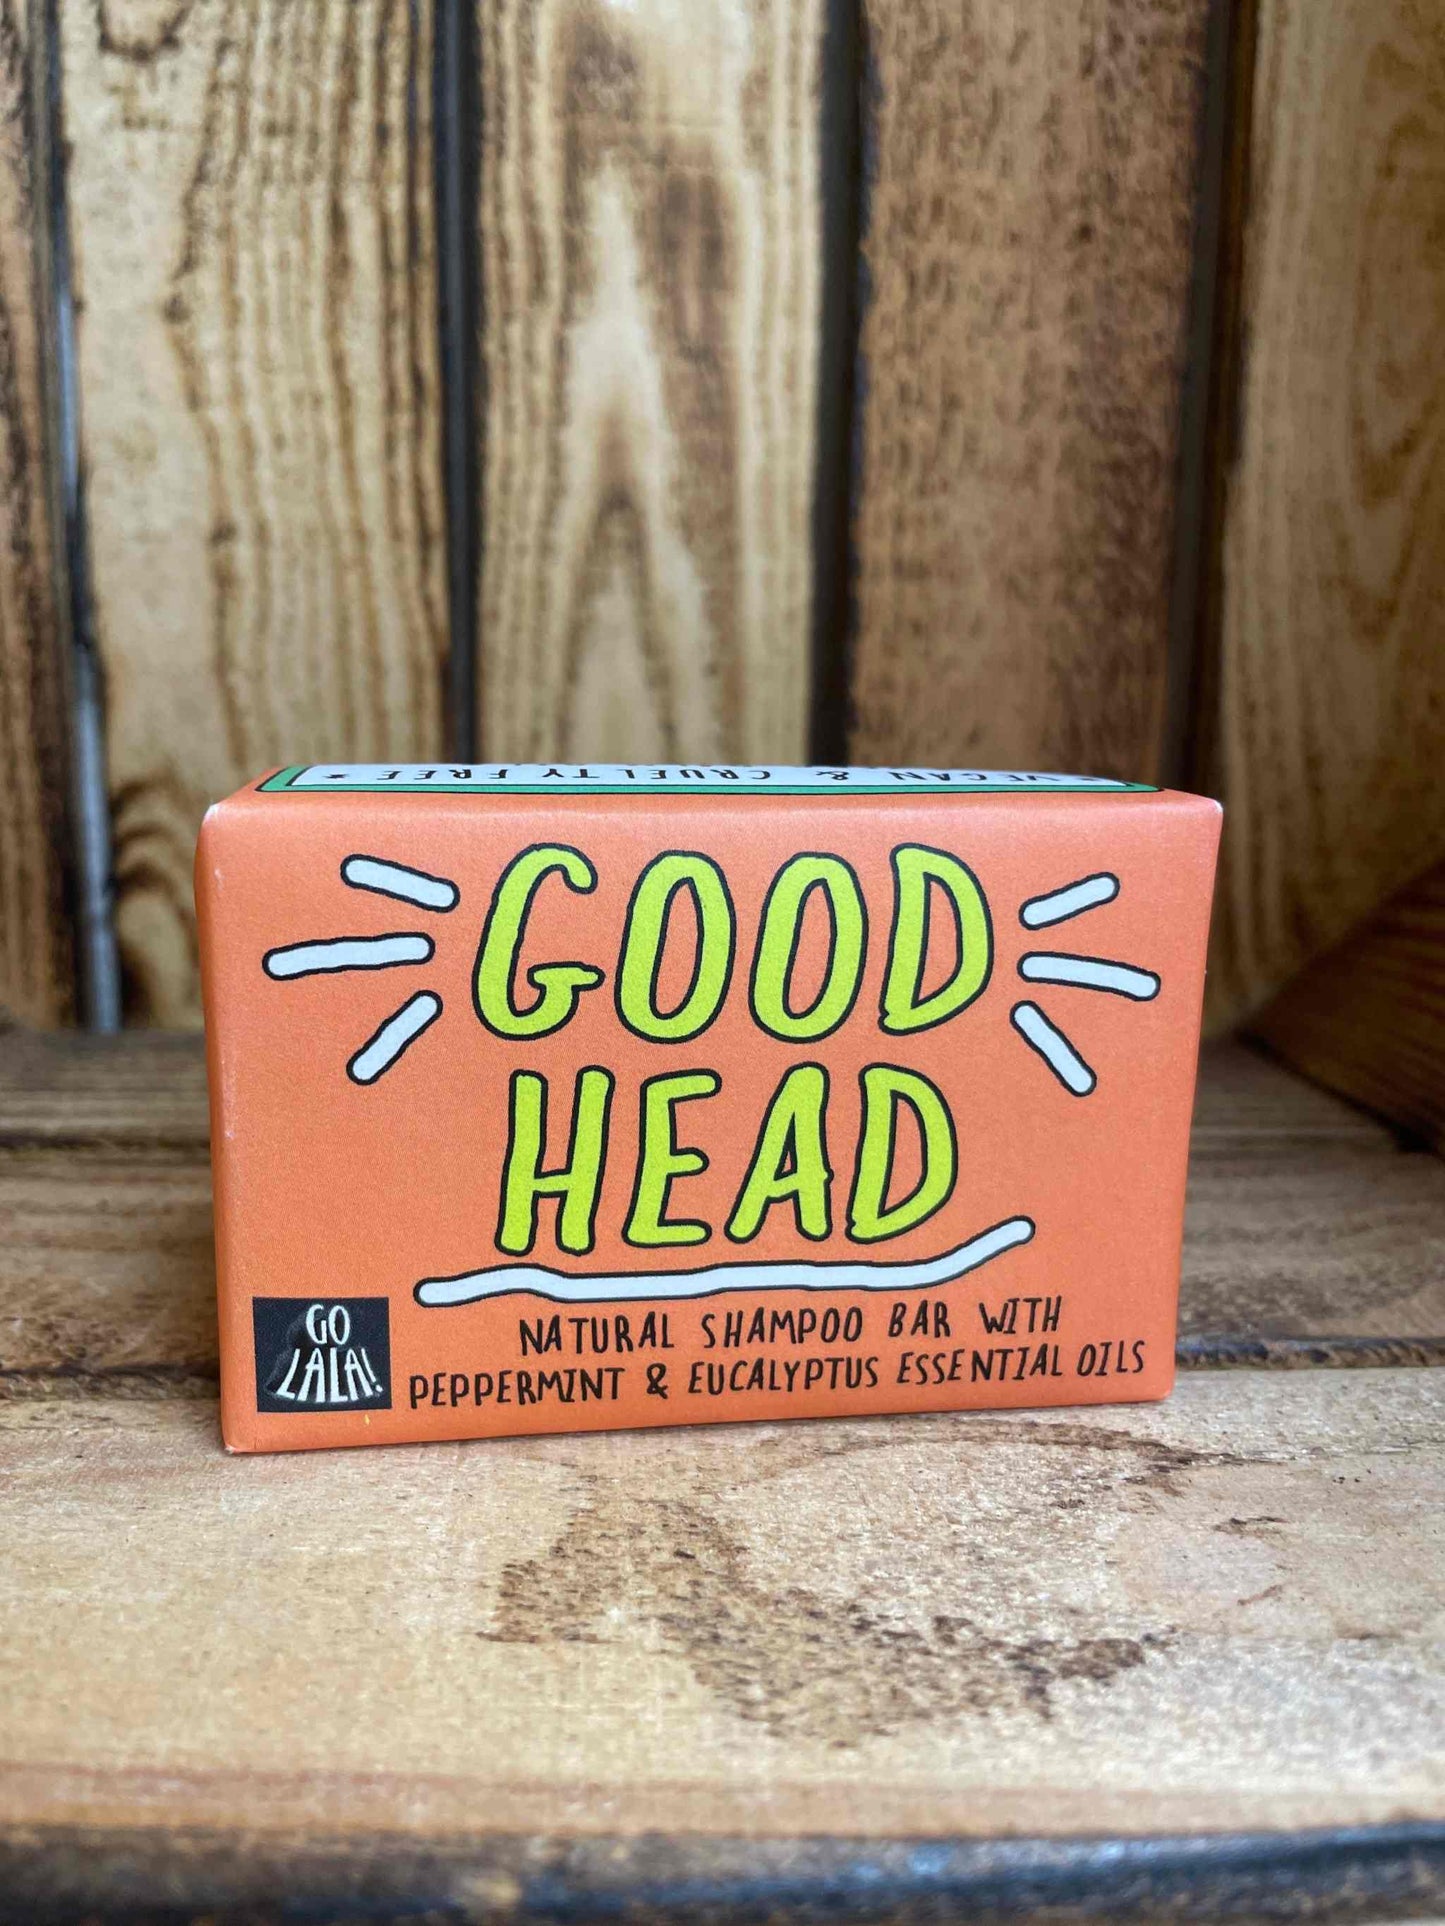 * VEGAN & CRUELTY FREE *
GOOD
HEAD
NATURAL SHAMPOO BAR WITH
PEPPERMINT & EUCALYPTUS ESSENTIAL OILS
GO
LALA!